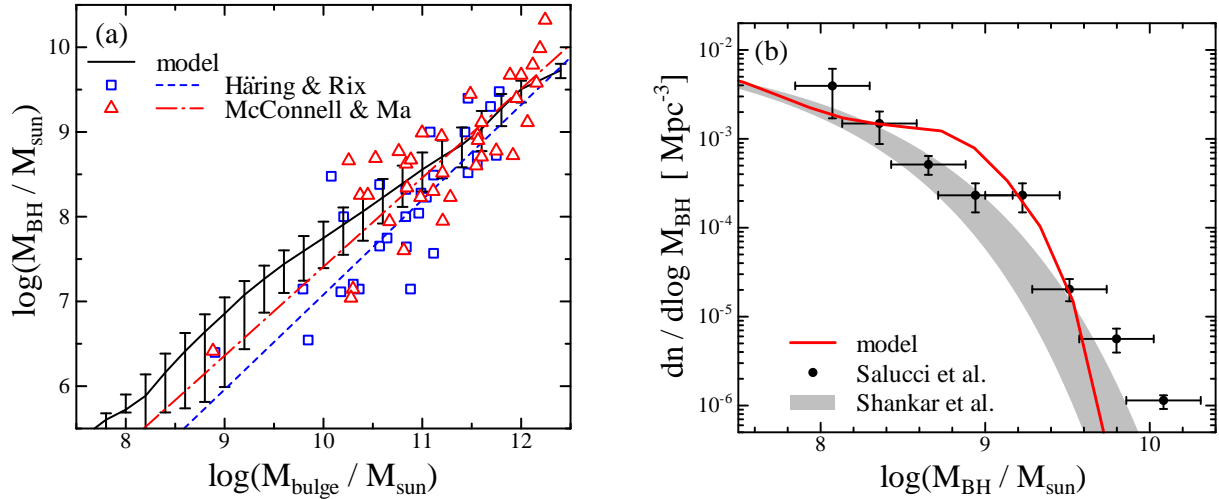 (a)
model
Häring & Rix
McConnell & Ma
10
9
8
7
6
8
9
10
11
12
log(M_BH / M_sun)
log(M_bulge / M_sun)
(b)
10^-2
10^-3
10^-4
10^-5
10^-6
8
9
10
dn / dlog M_BH [ Mpc^-3]
model
Salucci et al.
Shankar et al.
log(M_BH / M_sun)